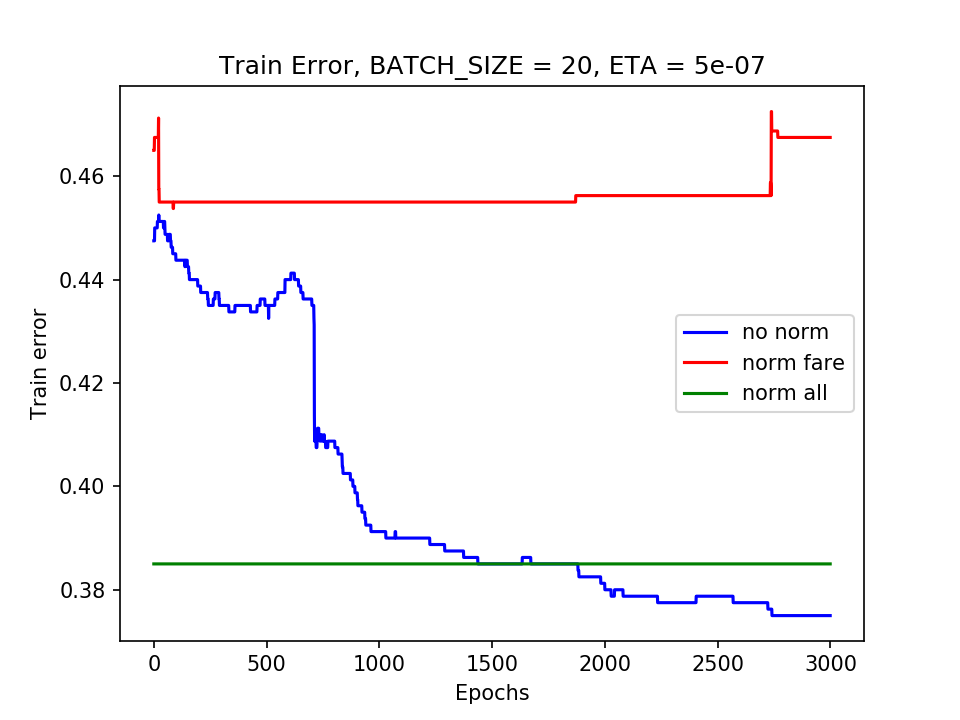 Train Error, BATCH_SIZE = 20, ETA = 5e-07
Train error
0.46
0.44
0.42
0.40
0.38
no norm
norm fare
norm all
0
500
1000
1500
2000
2500
3000
Epochs